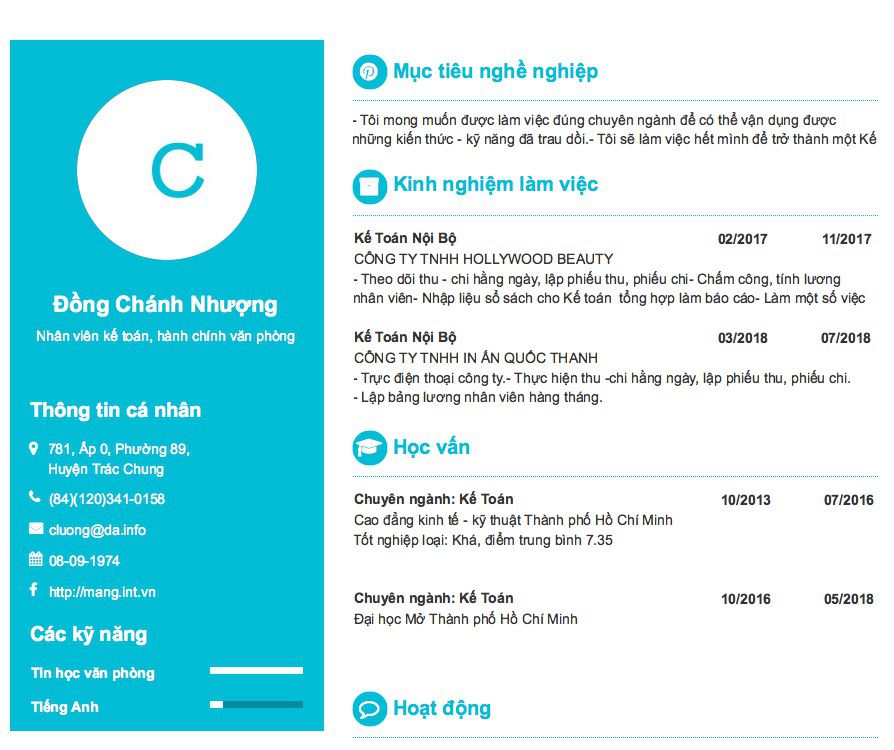 C
Đồng Chánh Nhượng
Nhân viên kế toán, hành chính văn phòng
Thông tin cá nhân
781, Ấp 0, Phường 89,
Huyện Trác Chung
(84)(120)341-0158
cluong@da.info
08-09-1974
http://mang.int.vn
Các kỹ năng
Tin học văn phòng
Tiếng Anh
Mục tiêu nghề nghiệp
- Tôi mong muốn được làm việc đúng chuyên ngành để có thể vận dụng được
những kiến thức - kỹ năng đã trau dồi.- Tôi sẽ làm việc hết mình để trở thành một Kế
Kinh nghiệm làm việc
Kế Toán Nội Bộ 02/2017 11/2017
CÔNG TY TNHH HOLLYWOOD BEAUTY
- Theo dõi thu - chi hằng ngày, lập phiếu thu, phiếu chi- Chấm công, tính lương
nhân viên- Nhập liệu sổ sách cho Kế toán tổng hợp làm báo cáo- Làm một số việc
Kế Toán Nội Bộ 03/2018 07/2018
CÔNG TY TNHH IN ẤN QUỐC THANH
- Trực điện thoại công ty.- Thực hiện thu -chi hằng ngày, lập phiếu thu, phiếu chi.
- Lập bảng lương nhân viên hàng tháng.
Học vấn
Chuyên ngành: Kế Toán 10/2013 07/2016
Cao đẳng kinh tế - kỹ thuật Thành phố Hồ Chí Minh
Tốt nghiệp loại: Khá, điểm trung bình 7.35
Chuyên ngành: Kế Toán 10/2016 05/2018
Đại học Mở Thành phố Hồ Chí Minh
Hoạt động